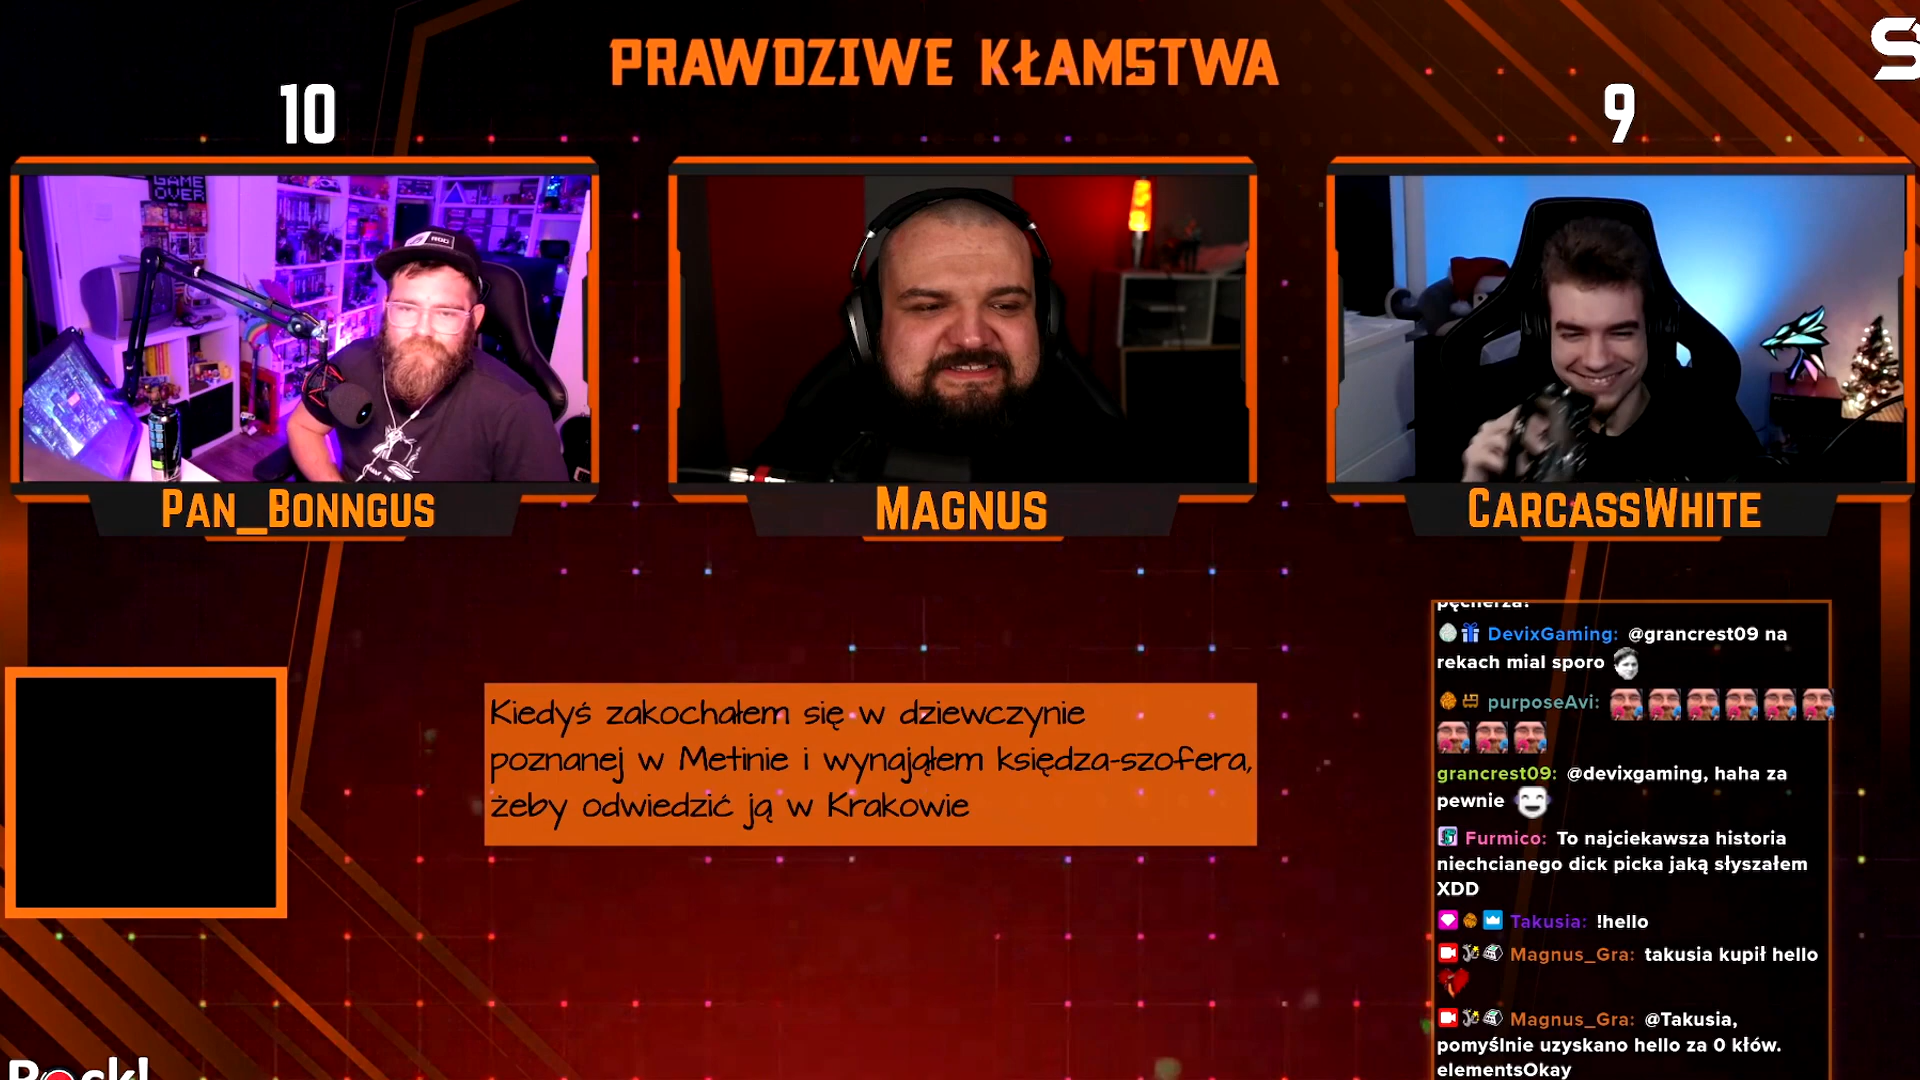 PRAWDZIWE KŁAMSTWA
10
9
GAME
OVER
PAN_BONNGUS
MAGNUS
CARCASSWHITE
Kiedyś zakochałem się w dziewczynie
poznanej w Metinie i wynająłem księdza-szofera,
żeby odwiedzić ją w Krakowie
pęcherza?
DevixGaming: @grancrest09 na
rekach mial sporo
purposeAvi:
grancrest09: @devixgaming, haha za
pewnie
Furmico: To najciekawsza historia
niechcianego dick picka jaką słyszałem
XDD
Takusia: !hello
Magnus_Gra: takusia kupił hello
Magnus_Gra: @Takusia,
pomyślnie uzyskano hello za 0 kłów.
elementsOkay
Rock!